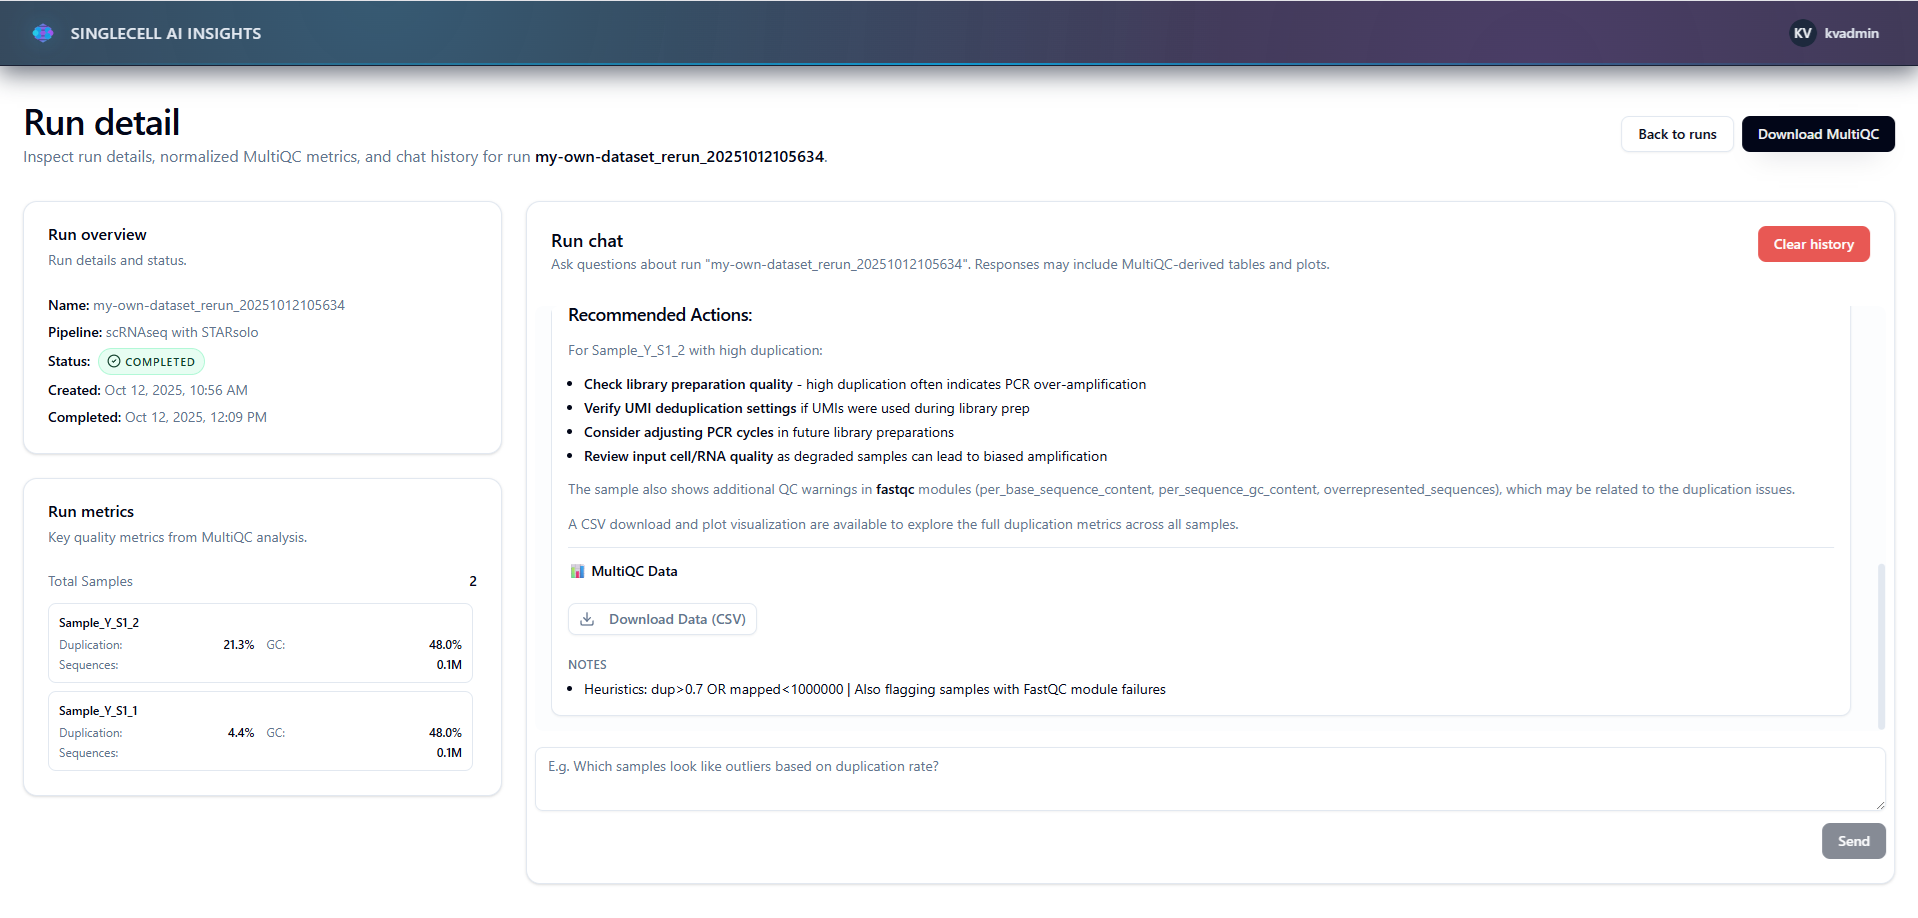 SINGLECELL AI INSIGHTS
KV kvadmin
Run detail
Inspect run details, normalized MultiQC metrics, and chat history for run my-own-dataset_rerun_20251012105634.
Back to runs
Download MultiQC
Run overview
Run details and status.
Name: my-own-dataset_rerun_20251012105634
Pipeline: scRNAseq with STARsolo
Status: COMPLETED
Created: Oct 12, 2025, 10:56 AM
Completed: Oct 12, 2025, 12:09 PM
Run metrics
Key quality metrics from MultiQC analysis.
Total Samples 2
Sample_Y_S1_2
Duplication: 21.3% GC: 48.0%
Sequences: 0.1M
Sample_Y_S1_1
Duplication: 4.4% GC: 48.0%
Sequences: 0.1M
Run chat
Ask questions about run "my-own-dataset_rerun_20251012105634". Responses may include MultiQC-derived tables and plots.
Clear history
Recommended Actions:
For Sample_Y_S1_2 with high duplication:
• Check library preparation quality - high duplication often indicates PCR over-amplification
• Verify UMI deduplication settings if UMIs were used during library prep
• Consider adjusting PCR cycles in future library preparations
• Review input cell/RNA quality as degraded samples can lead to biased amplification
The sample also shows additional QC warnings in fastqc modules (per_base_sequence_content, per_sequence_gc_content, overrepresented_sequences), which may be related to the duplication issues.
A CSV download and plot visualization are available to explore the full duplication metrics across all samples.
MultiQC Data
Download Data (CSV)
NOTES
• Heuristics: dup>0.7 OR mapped<1000000 | Also flagging samples with FastQC module failures
E.g. Which samples look like outliers based on duplication rate?
Send